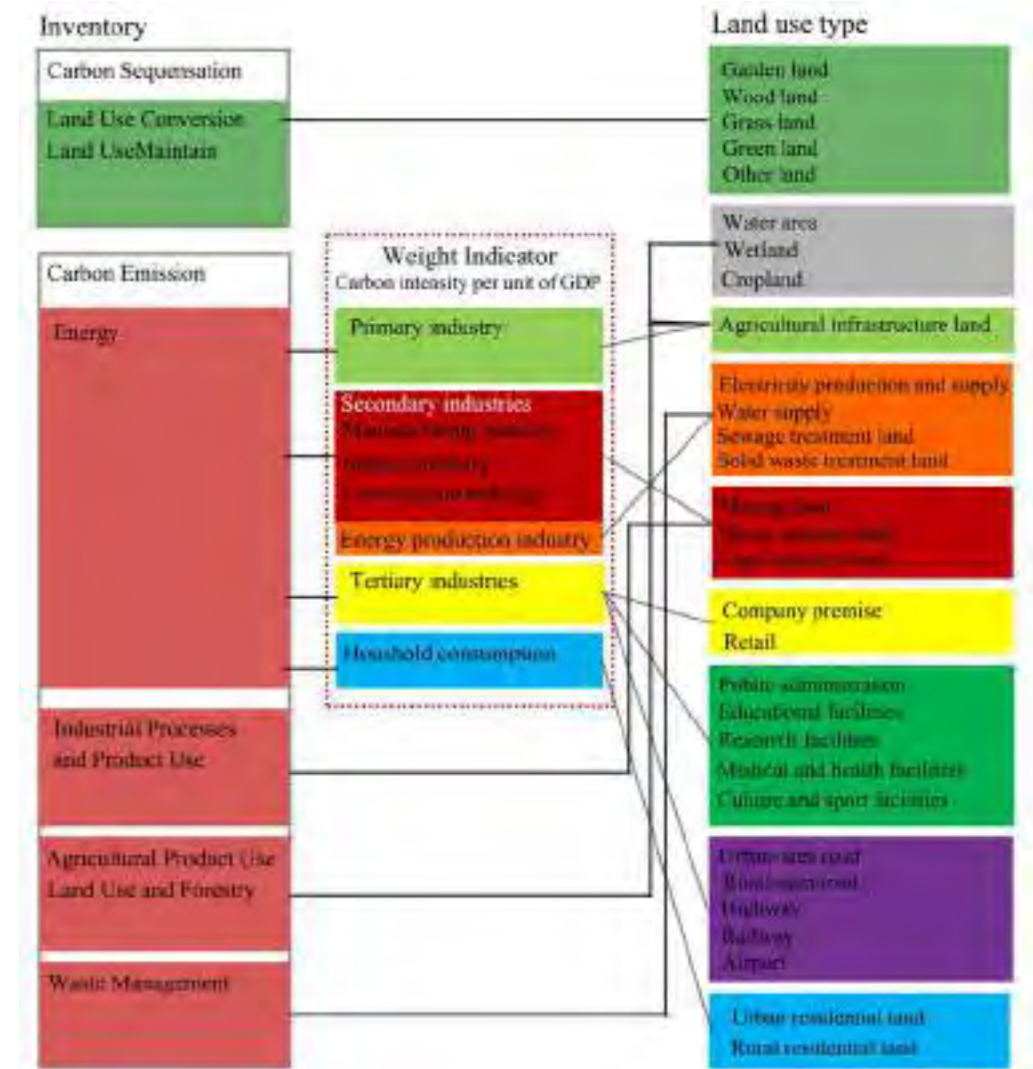 Inventory
Carbon Sequensation
Land Use Conversion
Land UseMaintain
Carbon Emission
Energy
Industrial Processes
and Product Use
Agricultural Product Use
Land Use and Forestry
Waste Management
Weight Indicator
Carbon intensity per unit of GDP
Primary industry
Secondary industries
Energy production industry
Tertiary industries
Houshold consumption
Land use type
Garden land
Wood land
Grass land
Green land
Other land
Water area
Wetland
Cropland
Agricultural infrastructure land
Electricity production and supply
Water supply
Sewage treatment land
Solid waste treatment land
Company premise
Retail
Public administration
Educational facilities
Research facilities
Medical and health facilities
Culture and sport facilities
Urban area road
Highway
Railway
Airport
Urban residential land
Rural residential land